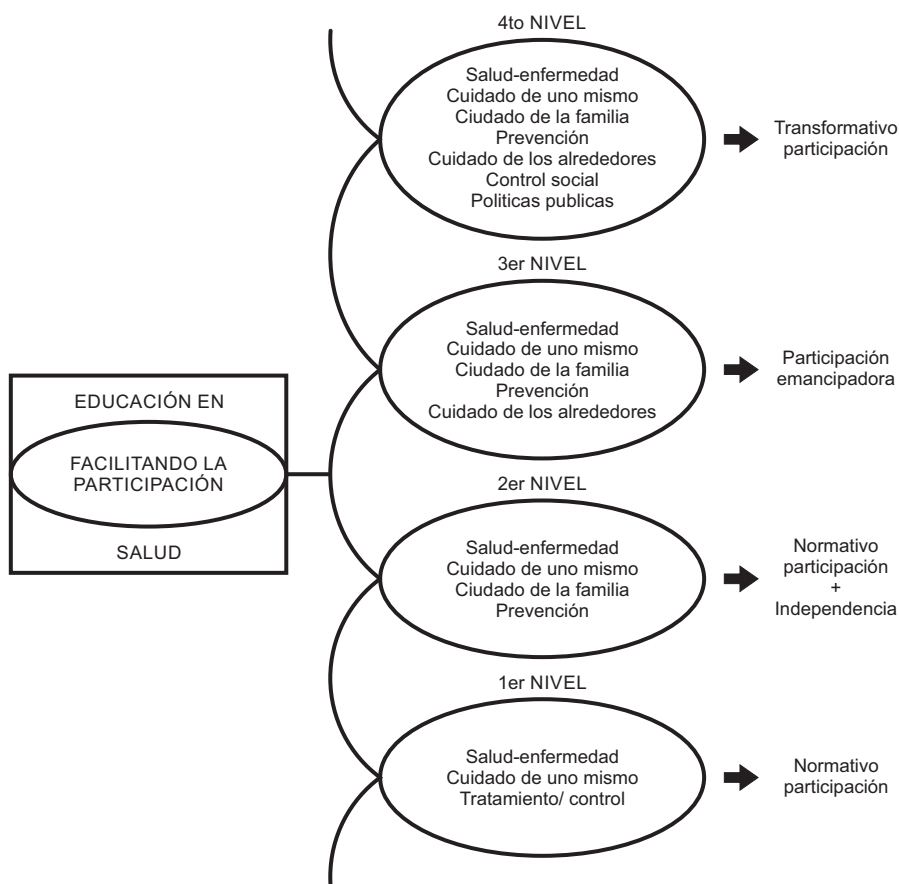 4to NIVEL
Salud-enfermedad
Cuidado de uno mismo
Ciudado de la familia
Prevención
Cuidado de los alrededores
Control social
Politicas publicas
Transformativo
participación
3er NIVEL
Salud-enfermedad
Cuidado de uno mismo
Ciudado de la familia
Prevención
Cuidado de los alrededores
Participación
emancipadora
EDUCACIÓN EN
FACILITANDO LA
PARTICIPACIÓN
SALUD
2er NIVEL
Salud-enfermedad
Cuidado de uno mismo
Ciudado de la familia
Prevención
Normativo
participación
+
Independencia
1er NIVEL
Salud-enfermedad
Cuidado de uno mismo
Tratamiento/ control
Normativo
participación